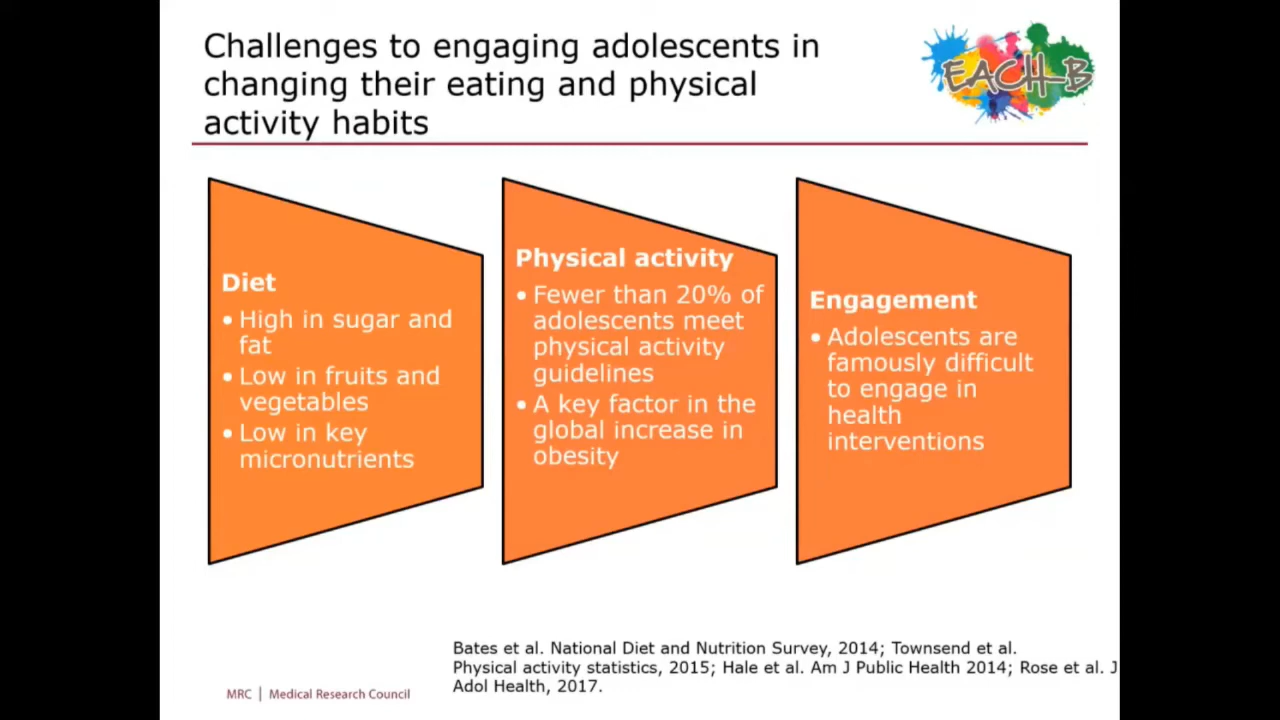 Challenges to engaging adolescents in
changing their eating and physical
activity habits
EACH-B
Diet
• High in sugar and
fat
• Low in fruits and
vegetables
• Low in key
micronutrients
Physical activity
• Fewer than 20% of
adolescents meet
physical activity
guidelines
• A key factor in the
global increase in
obesity
Engagement
• Adolescents are
famously difficult
to engage in
health
interventions
Bates et al. National Diet and Nutrition Survey, 2014; Townsend et al.
Physical activity statistics, 2015; Hale et al. Am J Public Health 2014; Rose et al. J
Adol Health, 2017.
MRC | Medical Research Council